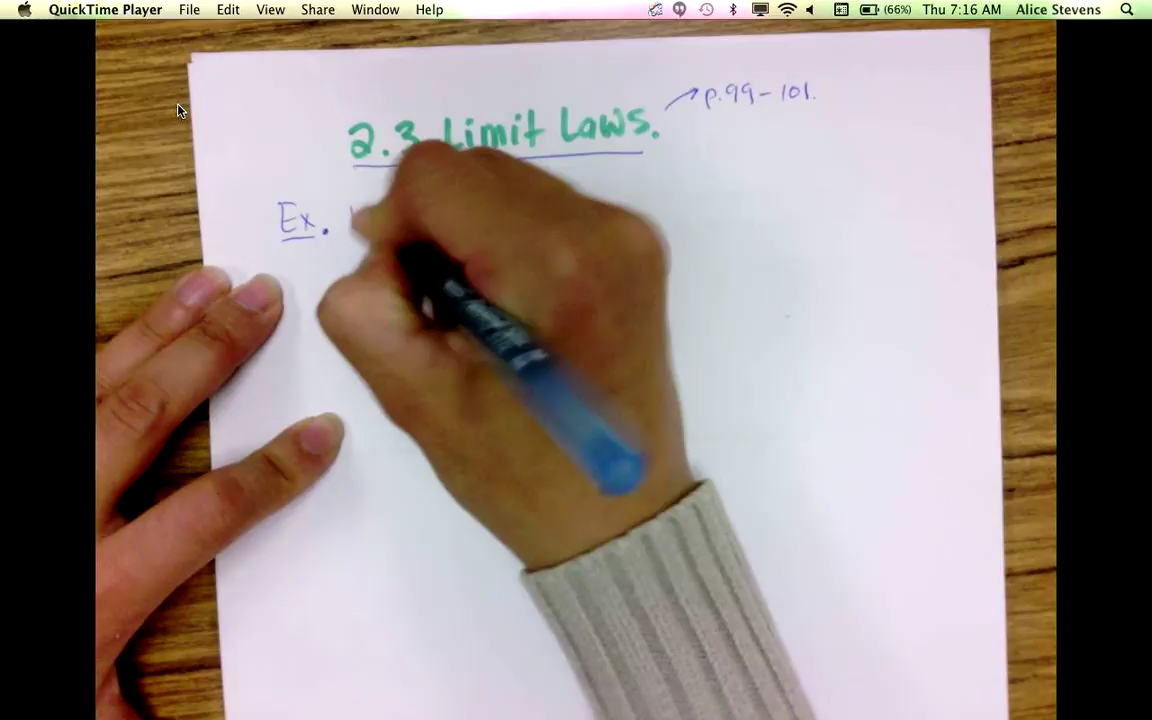 QuickTime Player File Edit View Share Window Help (66%) Thu 7:16 AM Alice Stevens
2.3 Limit Laws.
p.99-101.
Ex.